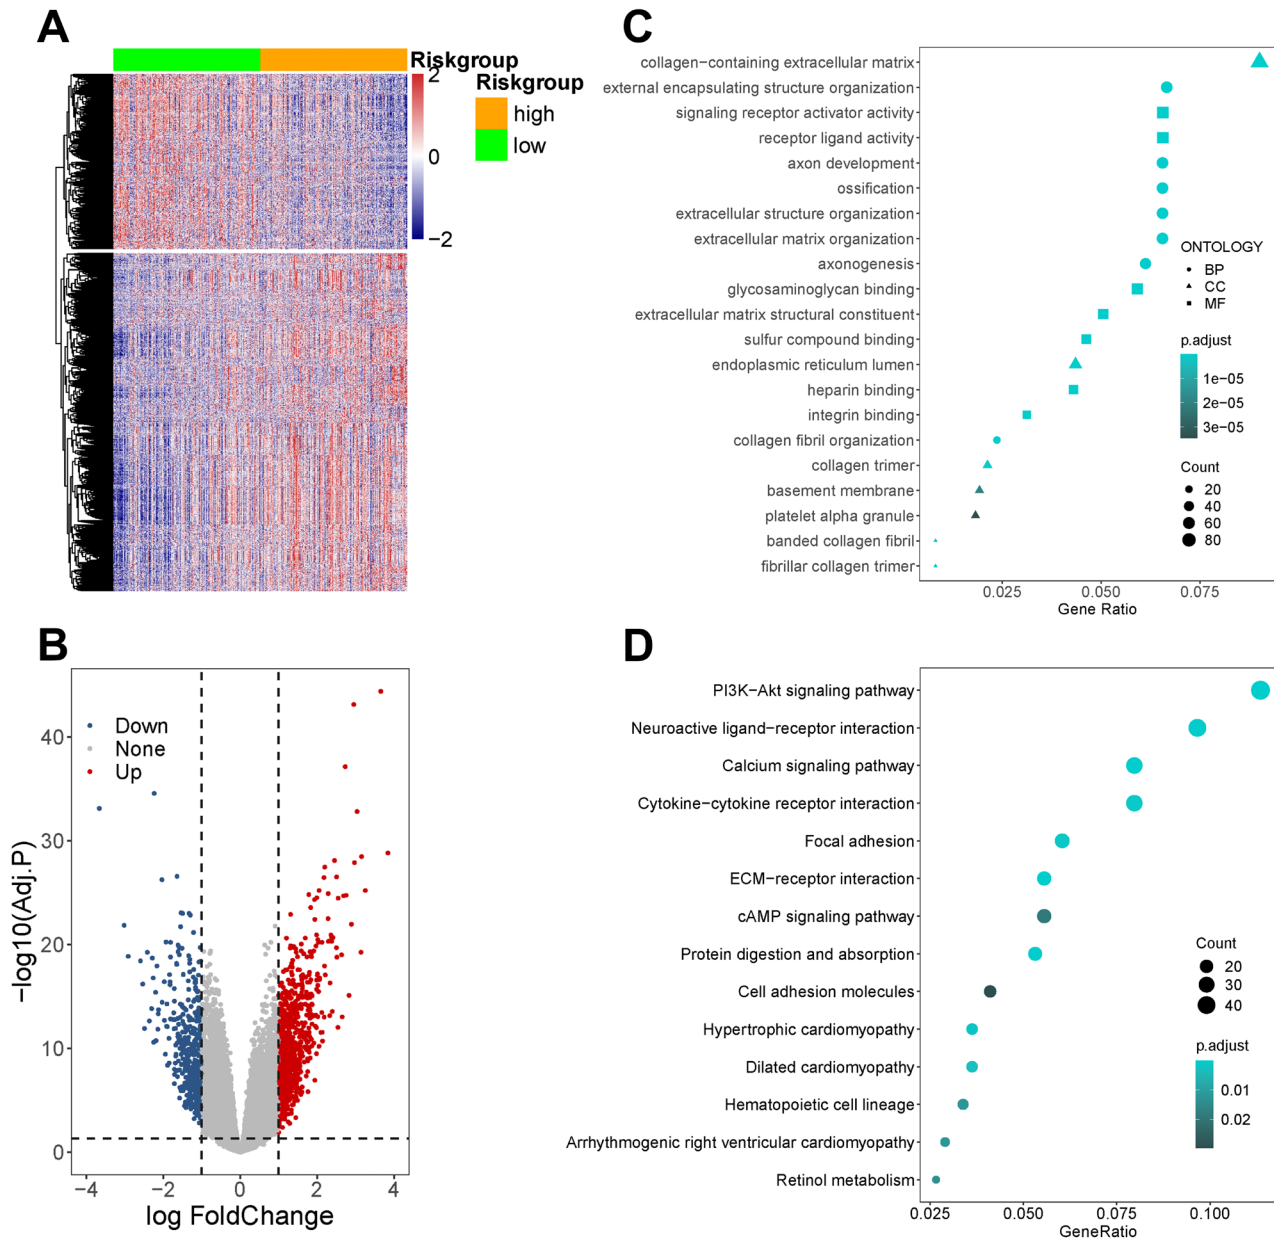 A
Riskgroup
2
0
−2
Riskgroup
high
low
C
collagen−containing extracellular matrix
external encapsulating structure organization
signaling receptor activator activity
receptor ligand activity
axon development
ossification
extracellular structure organization
extracellular matrix organization
axonogenesis
glycosaminoglycan binding
extracellular matrix structural constituent
sulfur compound binding
endoplasmic reticulum lumen
heparin binding
integrin binding
collagen fibril organization
collagen trimer
basement membrane
platelet alpha granule
banded collagen fibril
fibrillar collagen trimer
0.025 0.050 0.075
Gene Ratio
ONTOLOGY
BP
CC
MF
p.adjust
1e−05
2e−05
3e−05
Count
20
40
60
80
B
Down
None
Up
40
30
20
10
0
−log10(Adj.P)
−4 −2 0 2 4
log FoldChange
D
PI3K−Akt signaling pathway
Neuroactive ligand−receptor interaction
Calcium signaling pathway
Cytokine−cytokine receptor interaction
Focal adhesion
ECM−receptor interaction
cAMP signaling pathway
Protein digestion and absorption
Cell adhesion molecules
Hypertrophic cardiomyopathy
Dilated cardiomyopathy
Hematopoietic cell lineage
Arrhythmogenic right ventricular cardiomyopathy
Retinol metabolism
0.025 0.050 0.075 0.100
GeneRatio
Count
20
30
40
p.adjust
0.01
0.02